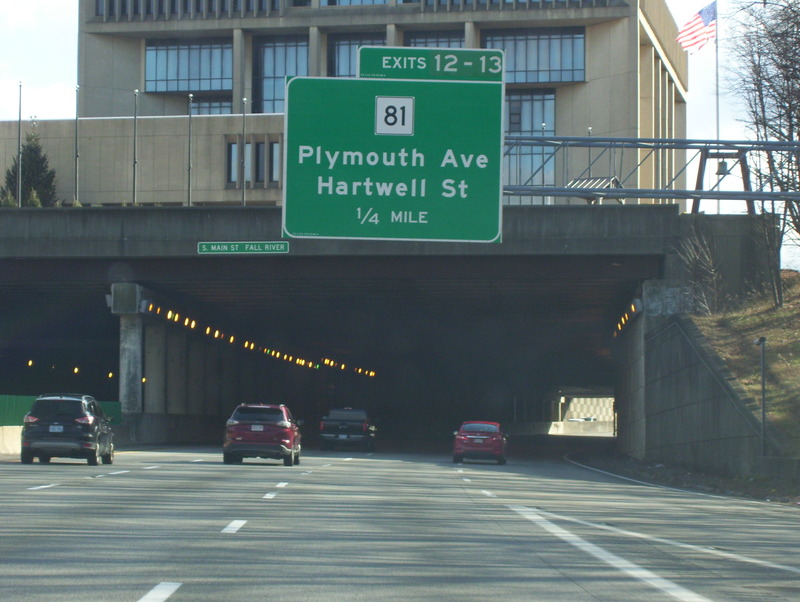 EXITS 12 - 13
81
Plymouth Ave
Hartwell St
1/4 MILE
S. MAIN ST FALL RIVER